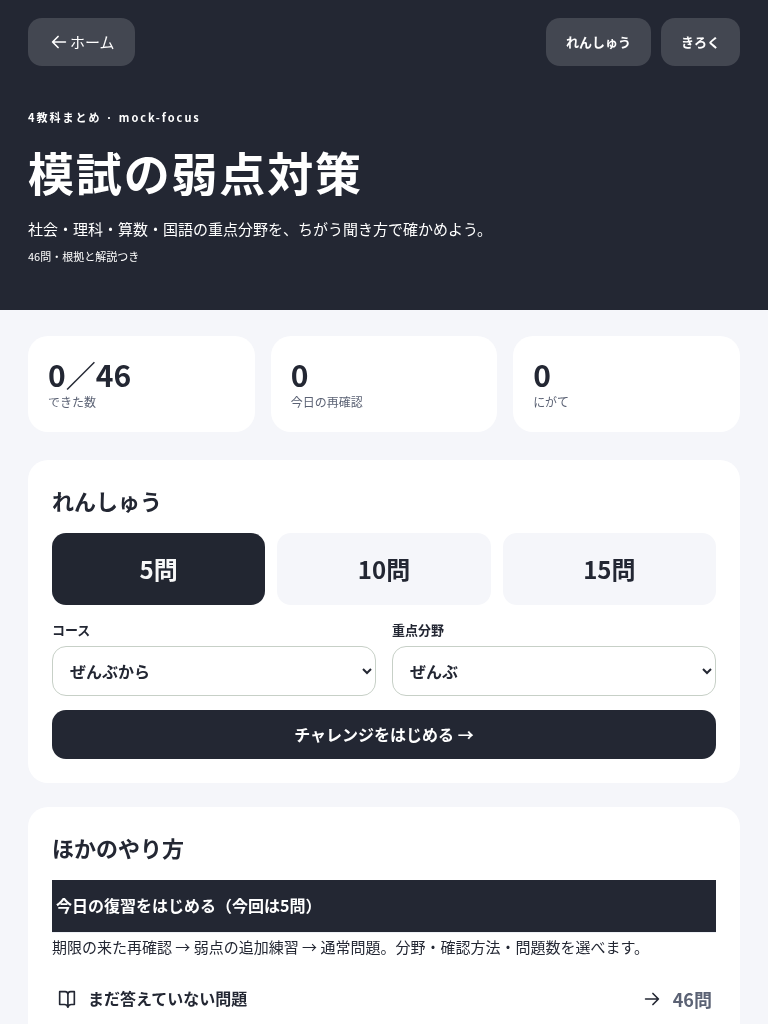 ← ホーム
れんしゅう
きろく
4教科まとめ · mock-focus
模試の弱点対策
社会・理科・算数・国語の重点分野を、ちがう聞き方で確かめよう。
46問・根拠と解説つき
0／46
できた数
0
今日の再確認
0
にがて
れんしゅう
5問
10問
15問
コース
重点分野
ぜんぶから
ぜんぶ
チャレンジをはじめる →
ほかのやり方
今日の復習をはじめる（今回は5問）
期限の来た再確認 → 弱点の追加練習 → 通常問題。分野・確認方法・問題数を選べます。
まだ答えていない問題
→ 46問